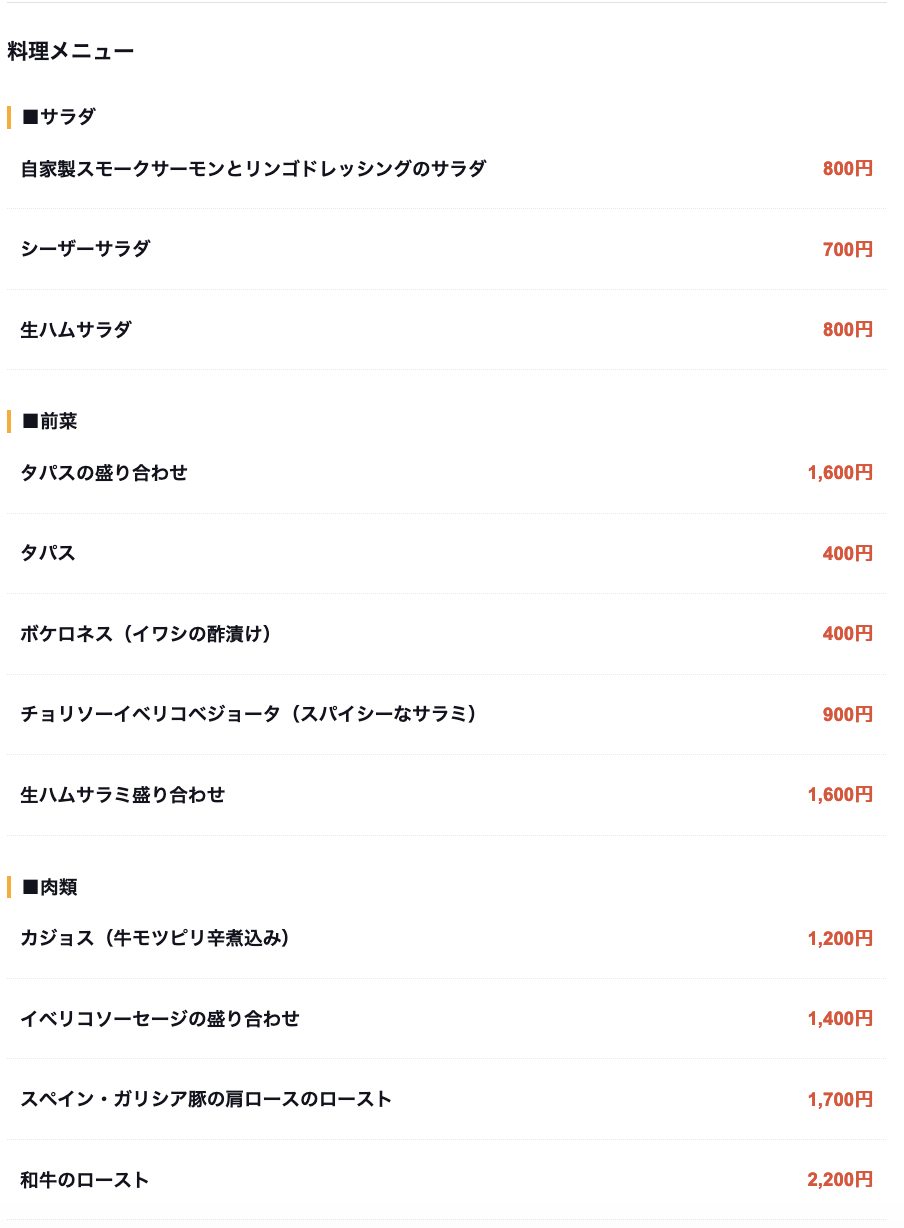 料理メニュー
■サラダ
自家製スモークサーモンとリンゴドレッシングのサラダ 800円
シーザーサラダ 700円
生ハムサラダ 800円
■前菜
タパスの盛り合わせ 1,600円
タパス 400円
ボケロネス（イワシの酢漬け） 400円
チョリソーイベリコベジョータ（スパイシーなサラミ） 900円
生ハムサラミ盛り合わせ 1,600円
■肉類
カジョス（牛モツピリ辛煮込み） 1,200円
イベリコソーセージの盛り合わせ 1,400円
スペイン・ガリシア豚の肩ロースのロースト 1,700円
和牛のロースト 2,200円